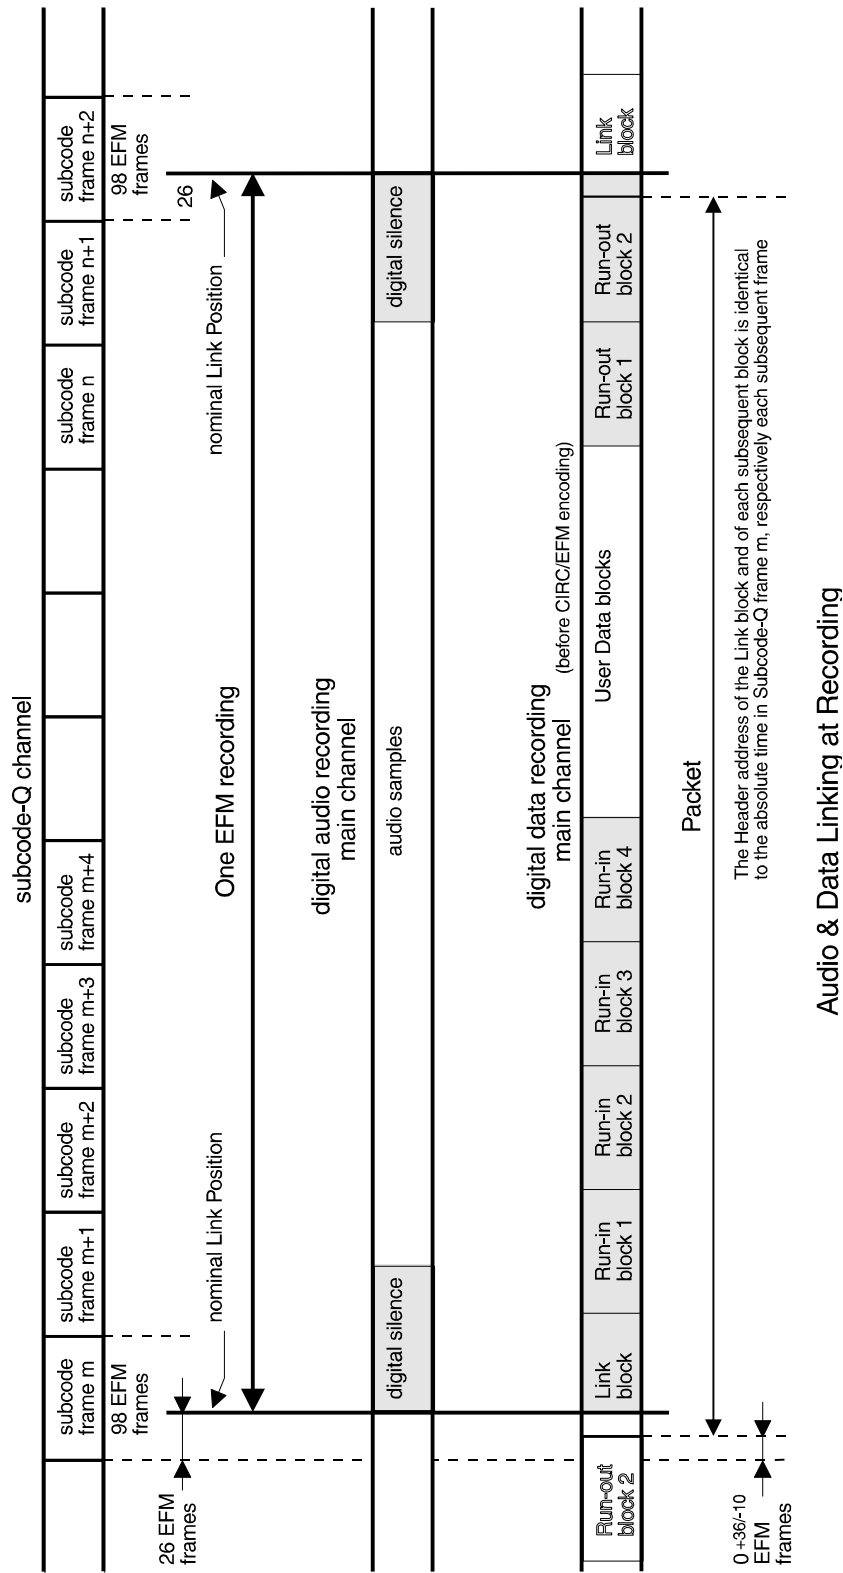 subcode-Q channel
subcode
frame m
subcode
frame m+1
subcode
frame m+2
subcode
frame m+3
subcode
frame m+4
subcode
frame n
subcode
frame n+1
subcode
frame n+2
98 EFM
frames
98 EFM
frames
26 EFM
frames
26
nominal Link Position
nominal Link Position
One EFM recording
digital audio recording
main channel
digital silence
audio samples
digital silence
digital data recording
main channel
(before CIRC/EFM encoding)
Run-out
block 2
Link
block
Run-in
block 1
Run-in
block 2
Run-in
block 3
Run-in
block 4
User Data blocks
Run-out
block 1
Run-out
block 2
Link
block
Packet
0 +36/-10
EFM
frames
The Header address of the Link block and of each subsequent block is identical
to the absolute time in Subcode-Q frame m, respectively each subsequent frame
Audio & Data Linking at Recording